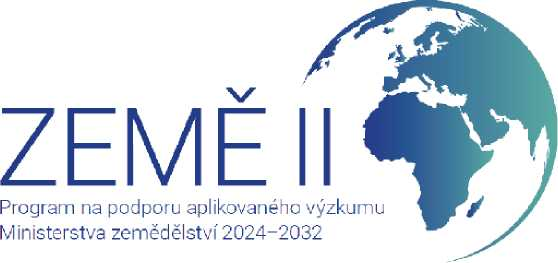 ZEMĚ II
Program na podporu aplikovaného výzkumu
Ministerstva zemědělství 2024–2032